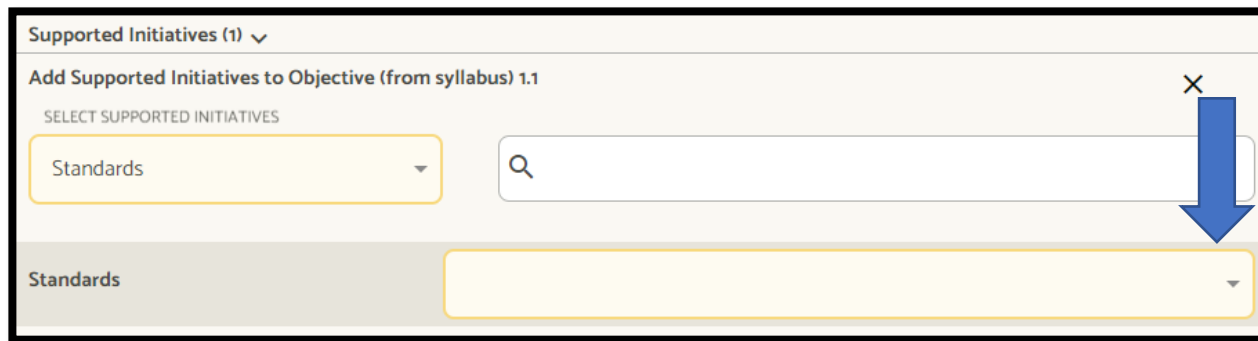 Supported Initiatives (1)
Add Supported Initiatives to Objective (from syllabus) 1.1
SELECT SUPPORTED INITIATIVES
Standards
Standards